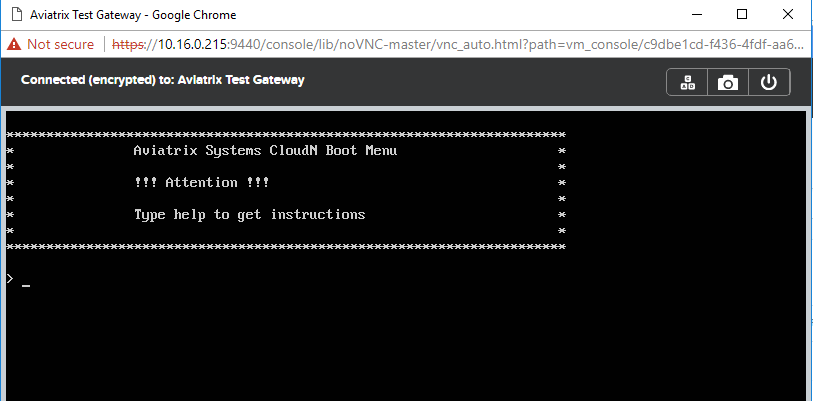 Aviatrix Test Gateway - Google Chrome
Not secure | https://10.16.0.215:9440/console/lib/noVNC-master/vnc_auto.html?path=vm_console/c9dbe1cd-f436-4fdf-aa6...
Connected (encrypted) to: Aviatrix Test Gateway
C
A D
**********************************************************************
* Aviatrix Systems CloudN Boot Menu *
* *
* !!! Attention !!! *
* *
* Type help to get instructions *
* *
**********************************************************************
> _